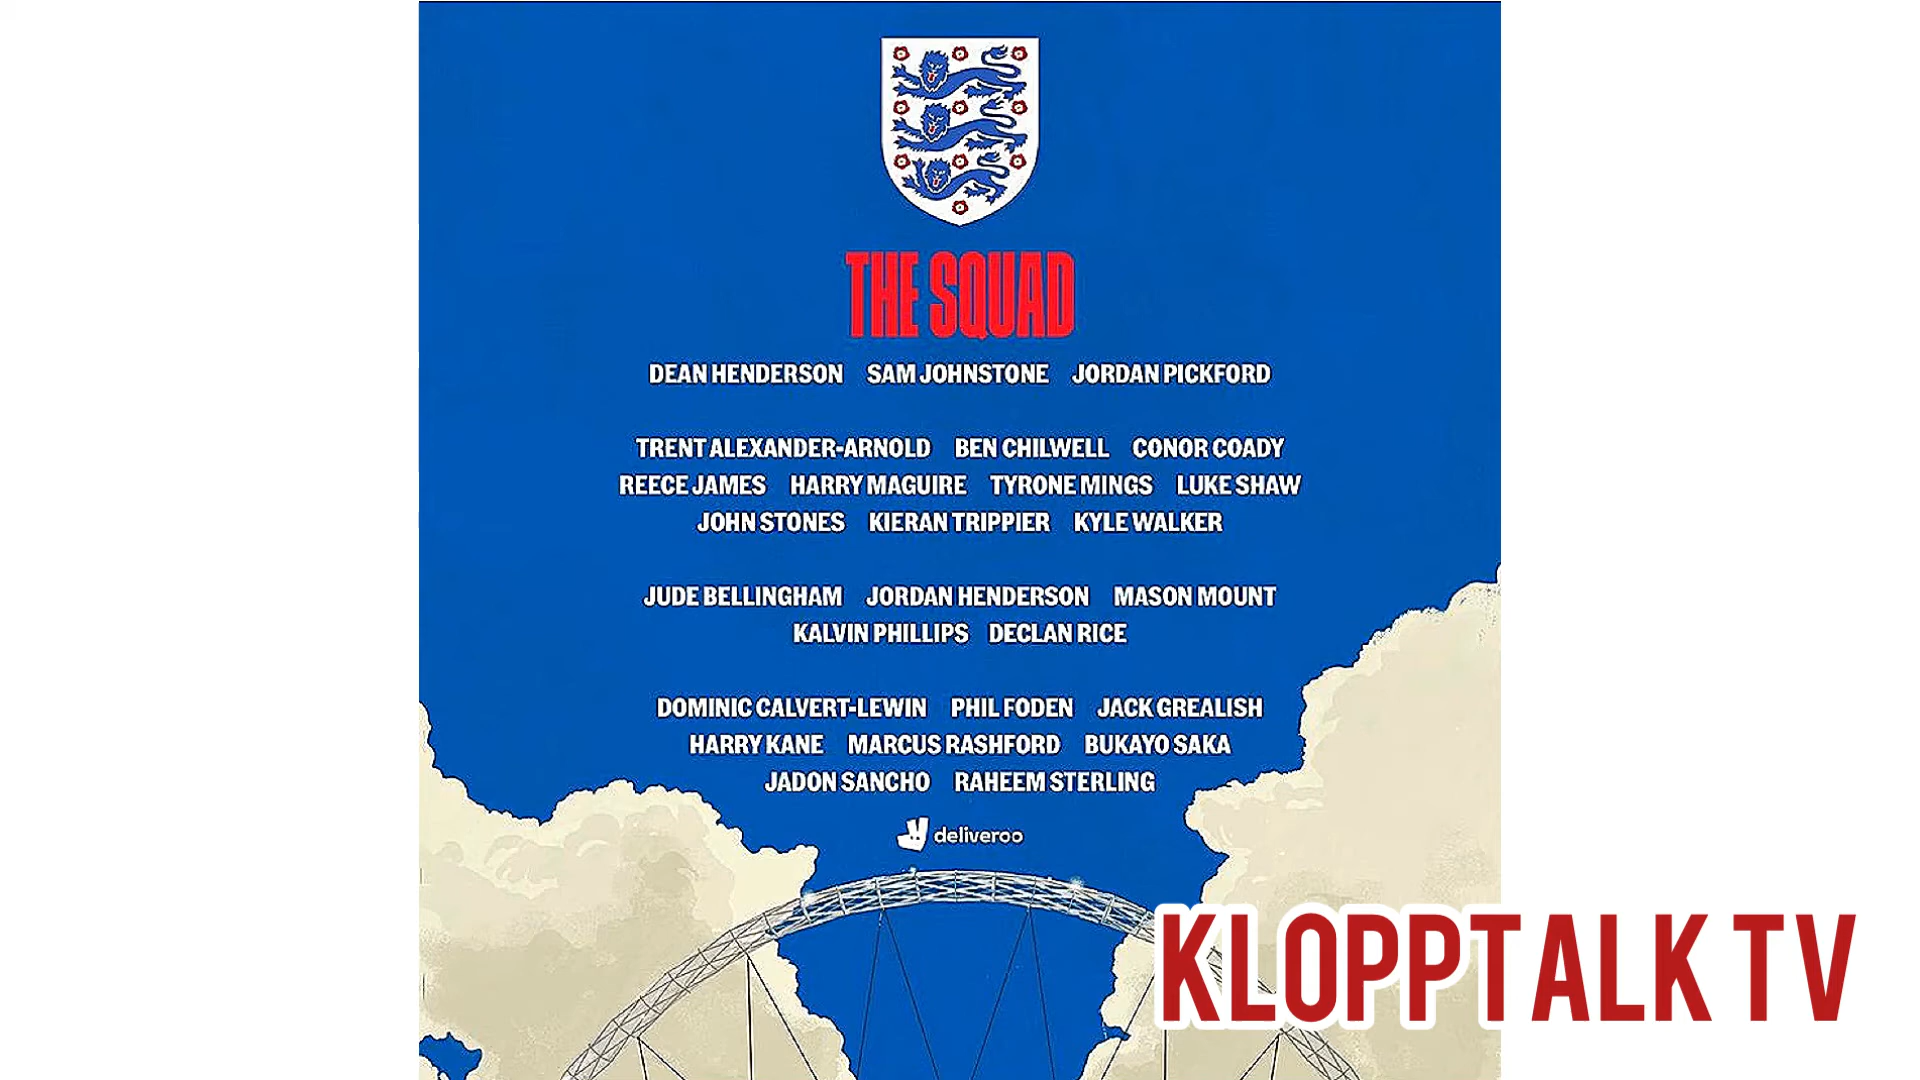 THE SQUAD
DEAN HENDERSON SAM JOHNSTONE JORDAN PICKFORD
TRENT ALEXANDER-ARNOLD BEN CHILWELL CONOR COADY
REECE JAMES HARRY MAGUIRE TYRONE MINGS LUKE SHAW
JOHN STONES KIERAN TRIPPIER KYLE WALKER
JUDE BELLINGHAM JORDAN HENDERSON MASON MOUNT
KALVIN PHILLIPS DECLAN RICE
DOMINIC CALVERT-LEWIN PHIL FODEN JACK GREALISH
HARRY KANE MARCUS RASHFORD BUKAYO SAKA
JADON SANCHO RAHEEM STERLING
deliveroo
KLOPPTALK TV